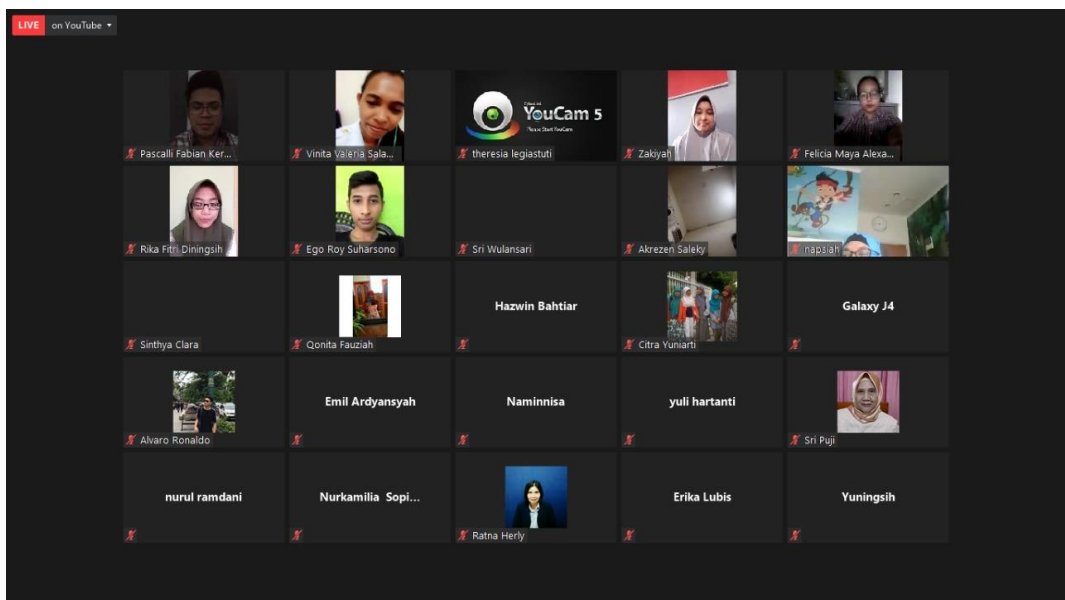 LIVE on YouTube
YouCam 5
Pascalli Fabian Ker...
Vinita Valeria Sala...
theresia legiastuti
Zakiyah
Felicia Maya Alexa...
Rika Fitri Diningsih
Ego Roy Suharsono
Sri Wulansari
Akrezen Saleky
napsiah
Sinthya Clara
Qonita Fauziah
Hazwin Bahtiar
Citra Yuniarti
Galaxy J4
Alvaro Ronaldo
Emil Ardyansyah
Naminnisa
yuli hartanti
Sri Puji
nurul ramdani
Nurkamilia Sopi...
Ratna Herly
Erika Lubis
Yuningsih